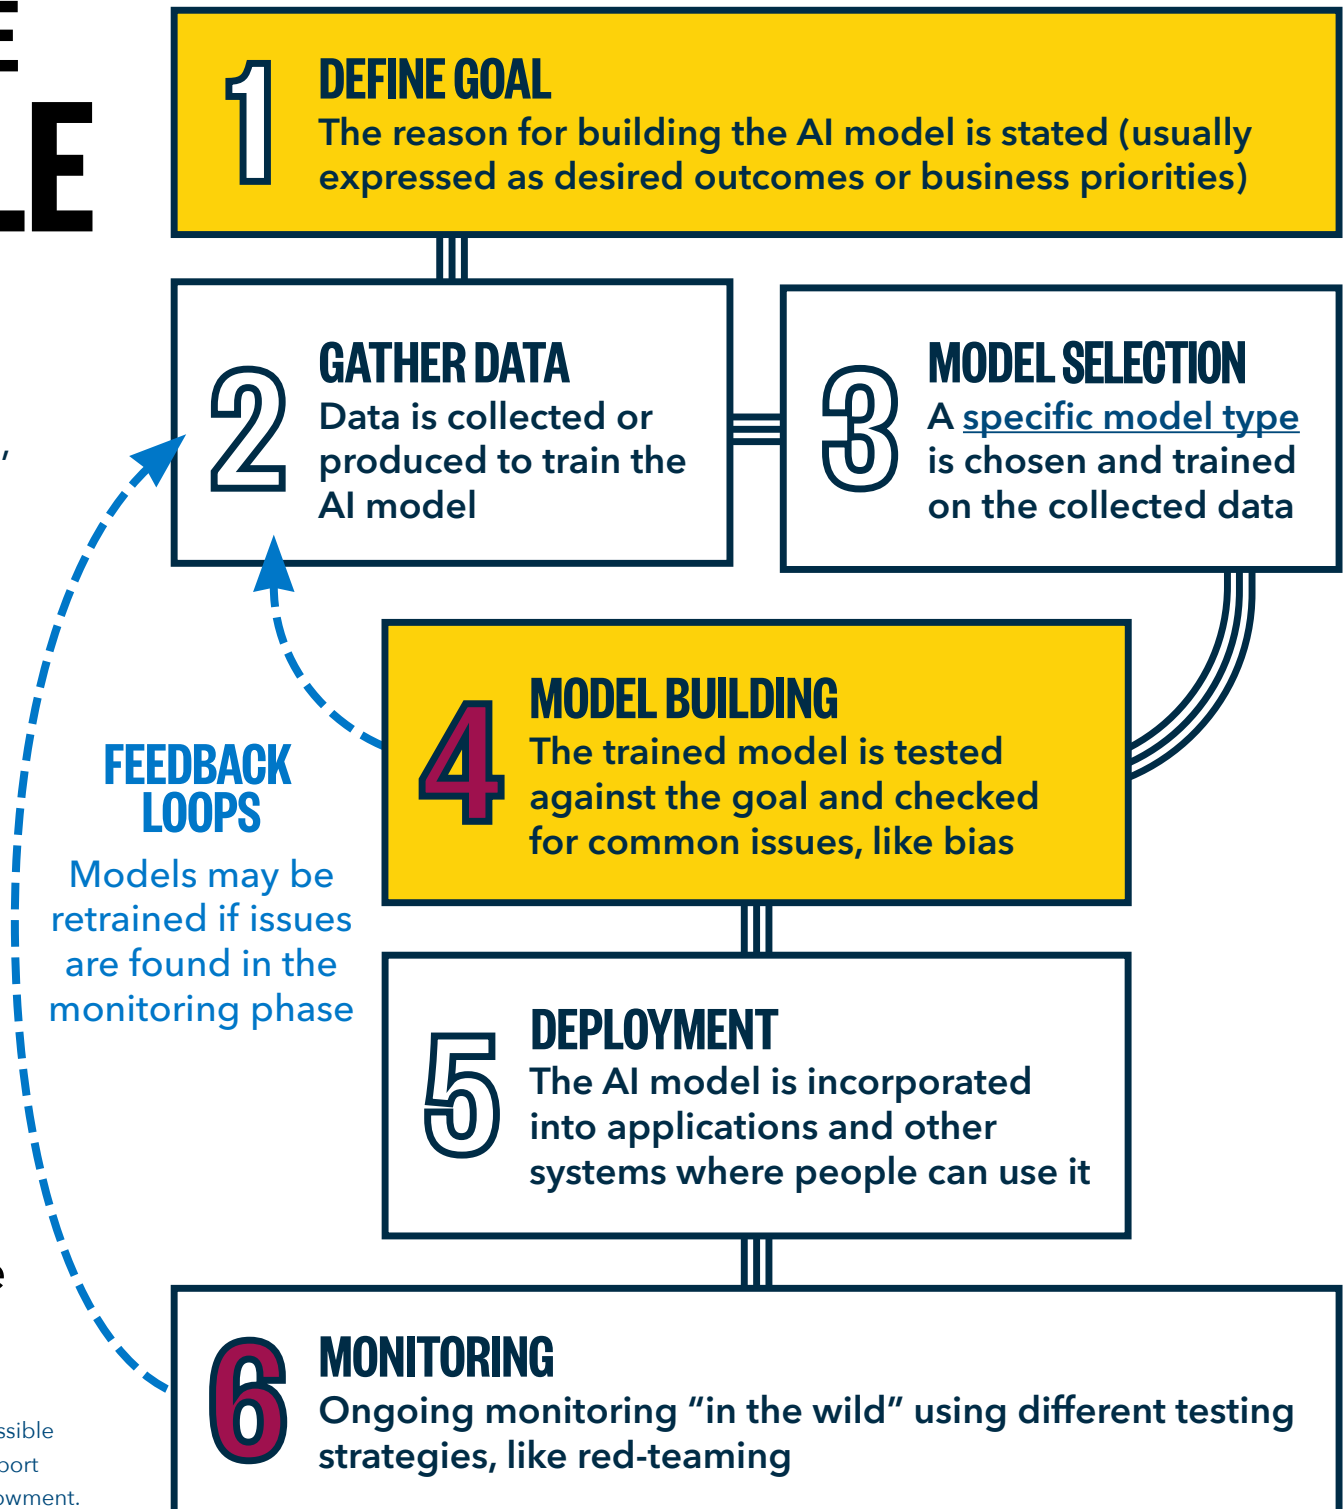 E
LE
1
DEFINE GOAL
The reason for building the AI model is stated (usually
expressed as desired outcomes or business priorities)
2
GATHER DATA
Data is collected or
produced to train the
AI model
3
MODEL SELECTION
A specific model type
is chosen and trained
on the collected data
4
MODEL BUILDING
The trained model is tested
against the goal and checked
for common issues, like bias
FEEDBACK
LOOPS
Models may be
retrained if issues
are found in the
monitoring phase
5
DEPLOYMENT
The AI model is incorporated
into applications and other
systems where people can use it
6
MONITORING
Ongoing monitoring “in the wild” using different testing
strategies, like red-teaming